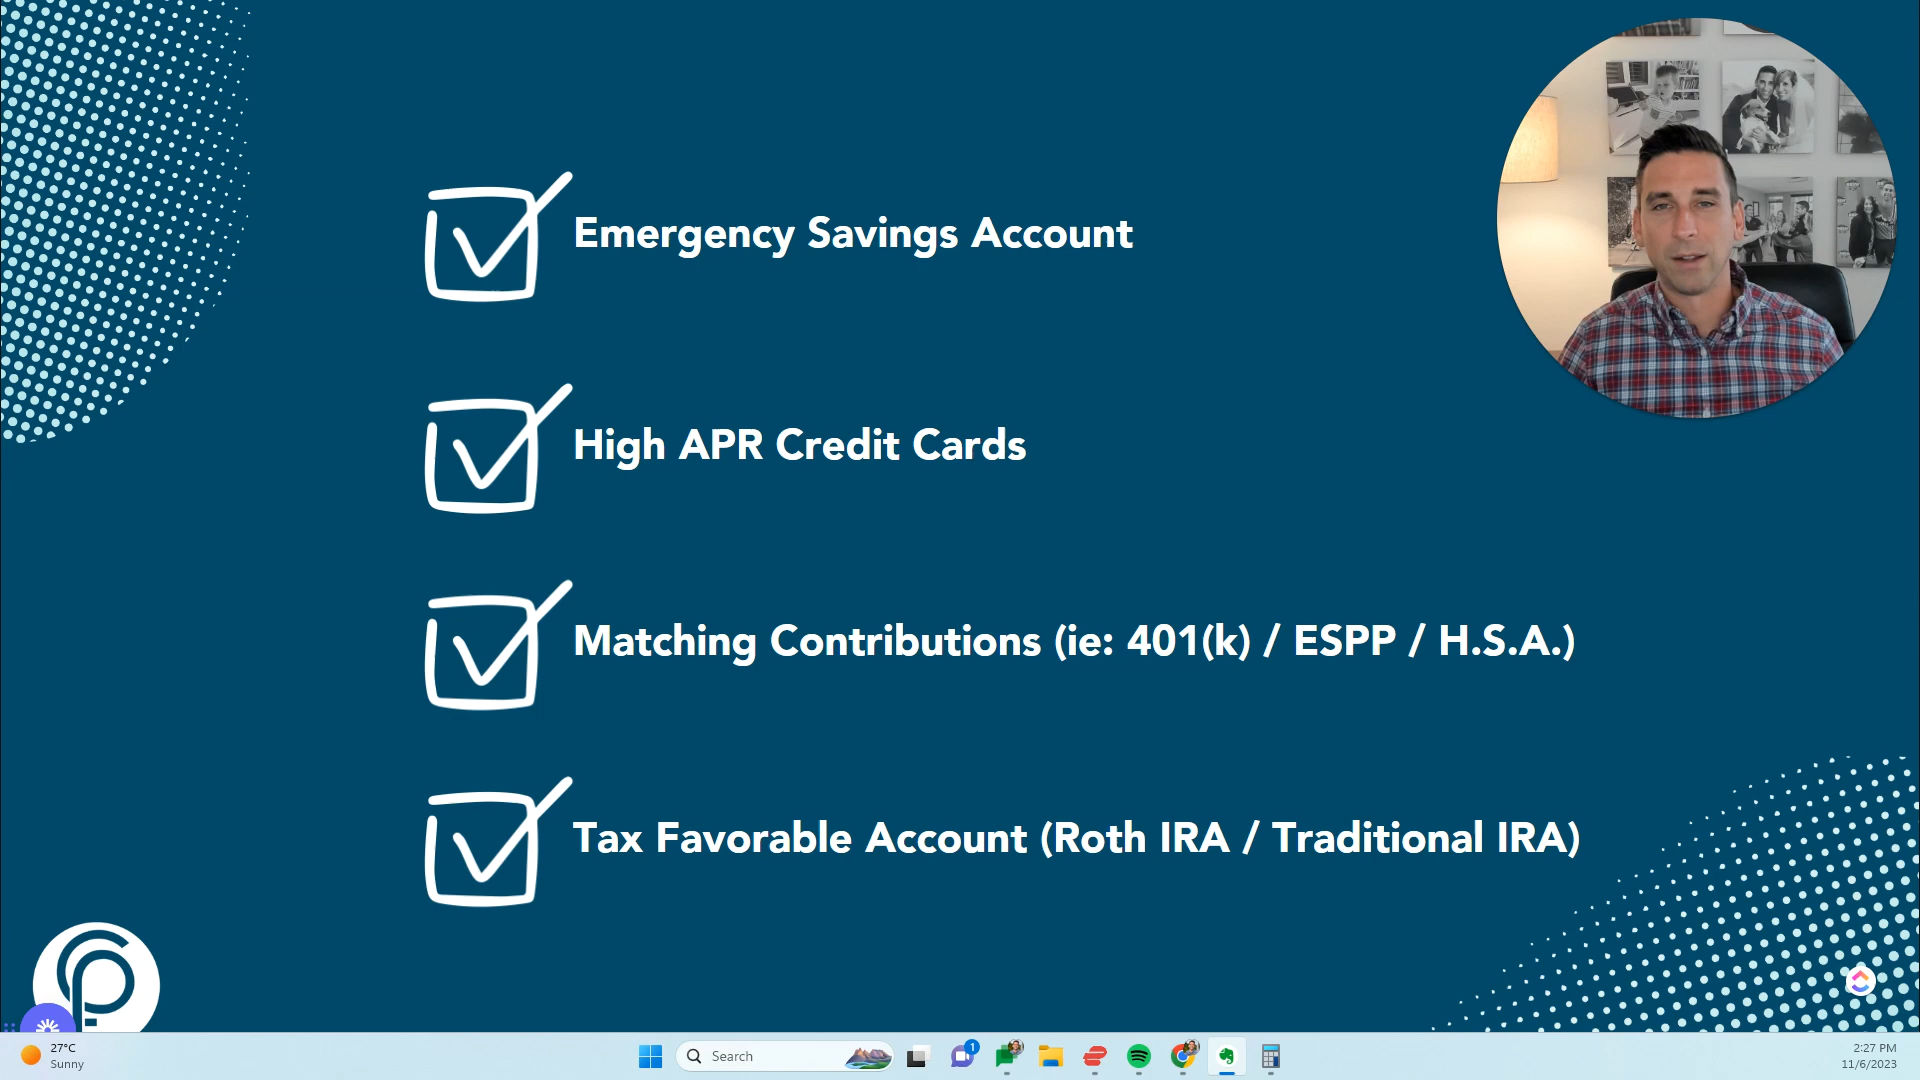 Emergency Savings Account
High APR Credit Cards
Matching Contributions (ie: 401(k) / ESPP / H.S.A.)
Tax Favorable Account (Roth IRA / Traditional IRA)
27°C
Sunny
Search
1
2:27 PM
11/6/2023